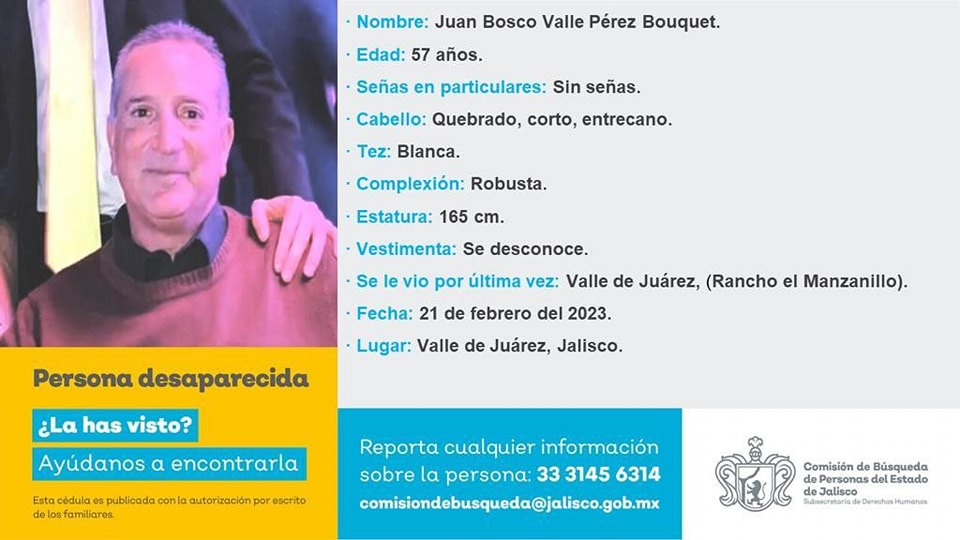 · Nombre: Juan Bosco Valle Pérez Bouquet.
· Edad: 57 años.
· Señas en particulares: Sin señas.
· Cabello: Quebrado, corto, entrecano.
· Tez: Blanca.
· Complexión: Robusta.
· Estatura: 165 cm.
· Vestimenta: Se desconoce.
· Se le vio por última vez: Valle de Juárez, (Rancho el Manzanillo).
· Fecha: 21 de febrero del 2023.
· Lugar: Valle de Juárez, Jalisco.
Persona desaparecida
¿La has visto?
Ayúdanos a encontrarla
Esta cédula es publicada con la autorización por escrito
de los familiares.
Reporta cualquier información
sobre la persona: 33 3145 6314
comisiondebusqueda@jalisco.gob.mx
Comisión de Búsqueda
de Personas del Estado
de Jalisco
Subsecretaría de Derechos Humanos